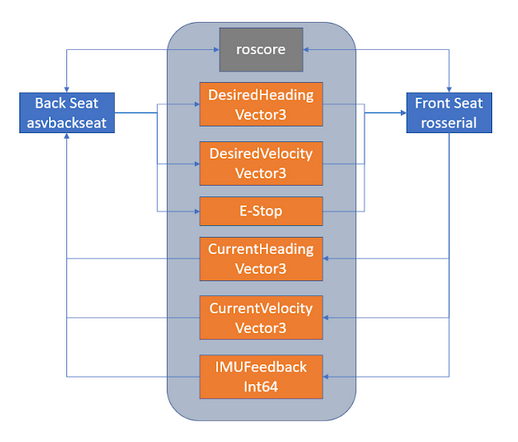 roscore
Back Seat
asvbackseat
DesiredHeading
Vector3
DesiredVelocity
Vector3
E-Stop
CurrentHeading
Vector3
CurrentVelocity
Vector3
IMUFeedback
Int64
Front Seat
rosserial